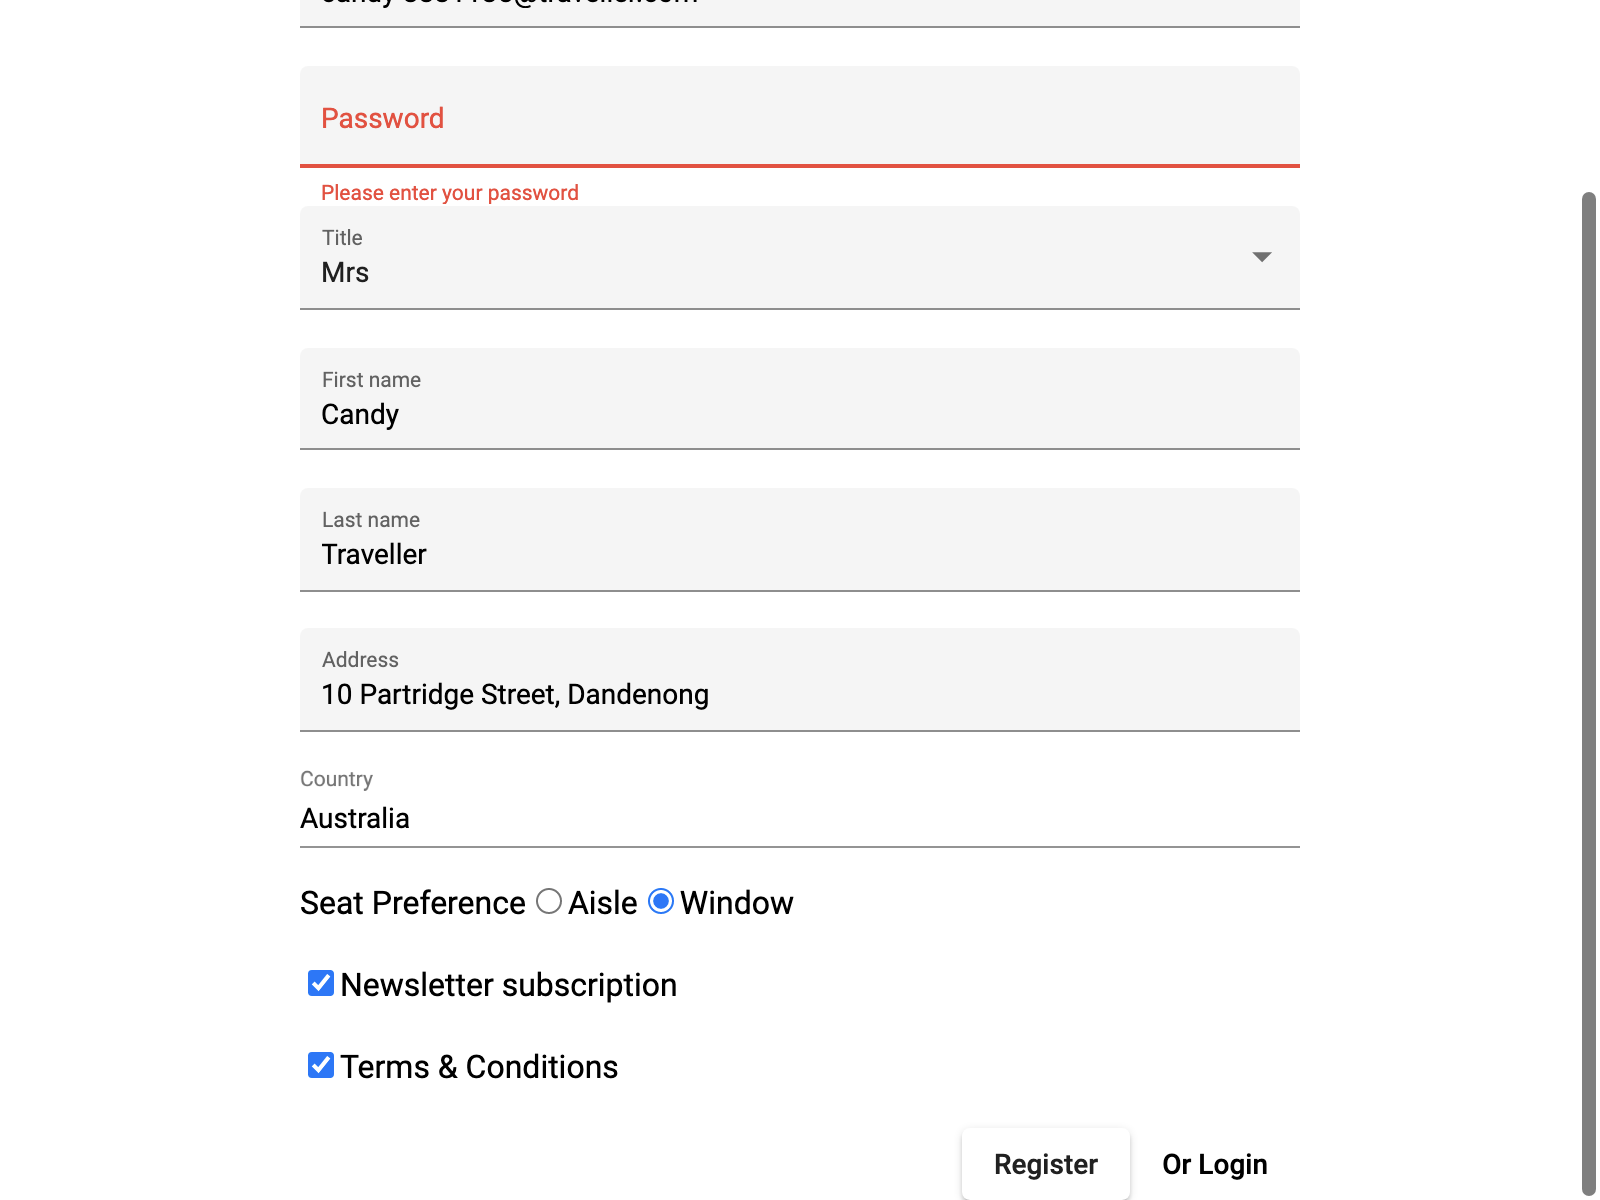 Password
Please enter your password
Title
Mrs
First name
Candy
Last name
Traveller
Address
10 Partridge Street, Dandenong
Country
Australia
Seat Preference Aisle Window
Newsletter subscription
Terms & Conditions
Register Or Login